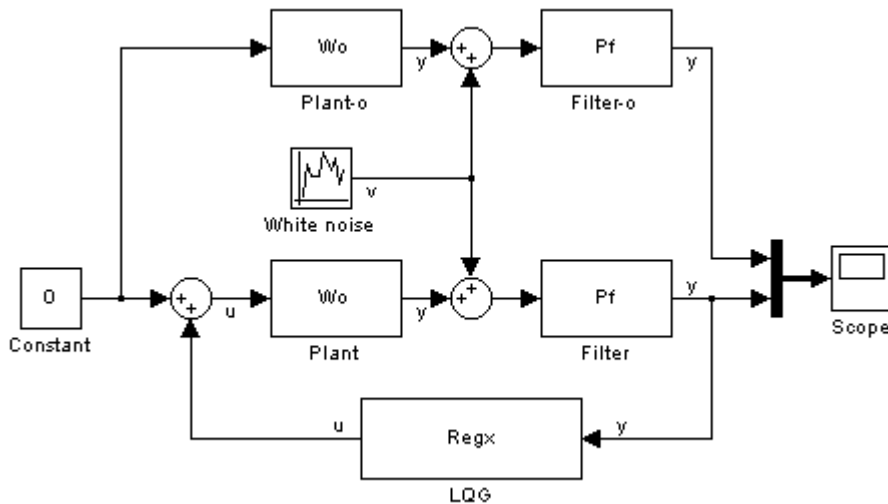 Wo
y
+
+
Pf
y
Plant-o
Filter-o
v
White noise
0
+
+
u
Wo
y
+
+
Pf
y
Constant
Plant
Filter
Scope
u
Regx
y
LQG